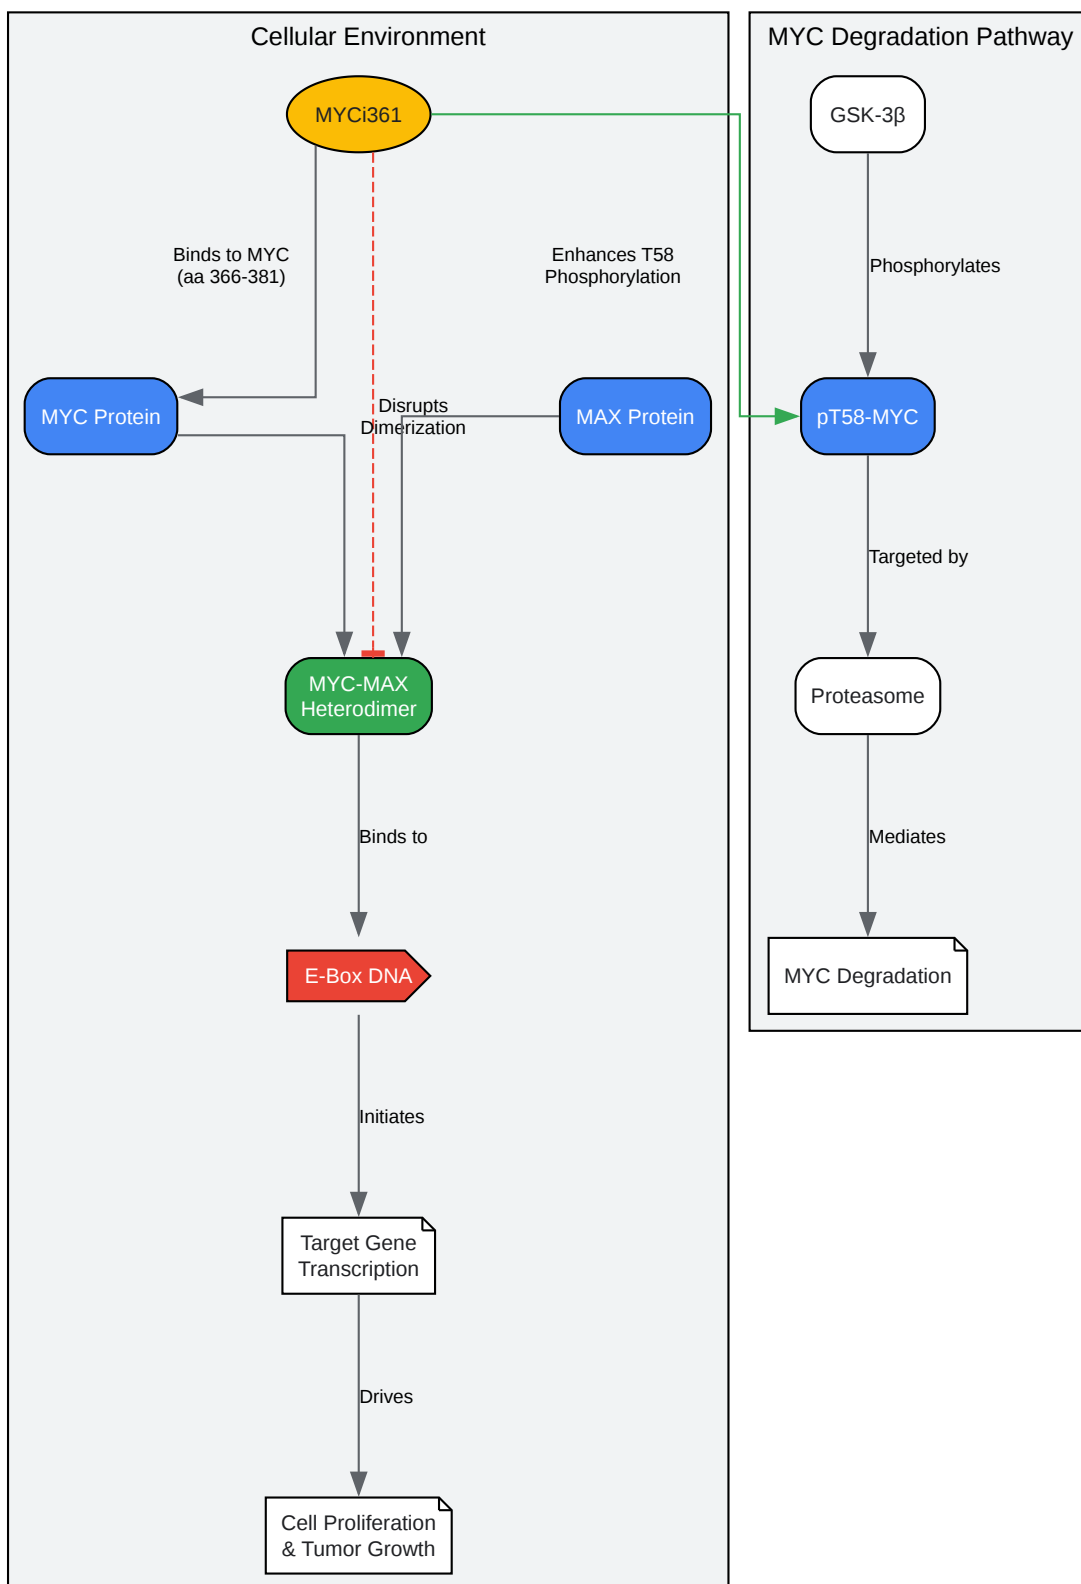 Cellular Environment
MYC Degradation Pathway
MYCi361
GSK-3β
Binds to MYC
(aa 366-381)
Enhances T58
Phosphorylation
Phosphorylates
MYC Protein
Disrupts
Dimerization
MAX Protein
pT58-MYC
Targeted by
MYC-MAX
Heterodimer
Proteasome
Binds to
Mediates
E-Box DNA
MYC Degradation
Initiates
Target Gene
Transcription
Drives
Cell Proliferation
& Tumor Growth